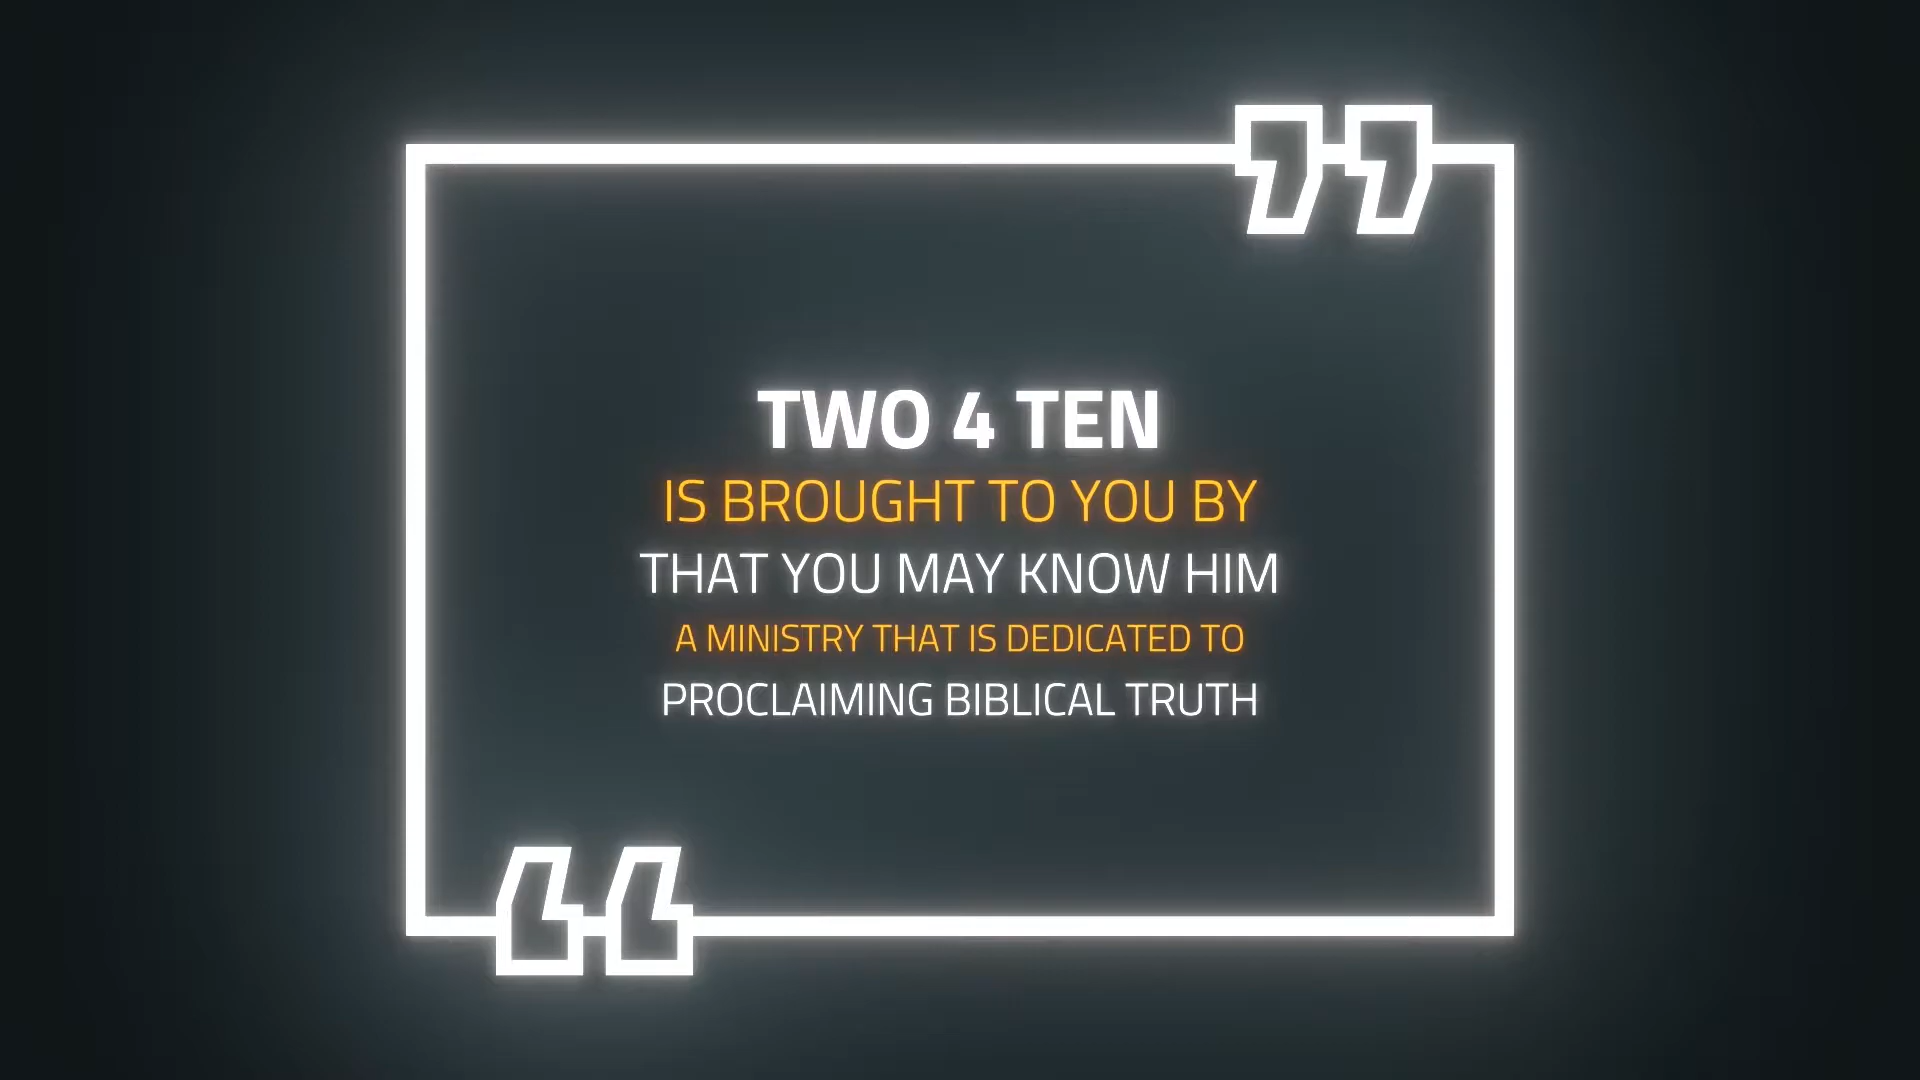 TWO 4 TEN
IS BROUGHT TO YOU BY
THAT YOU MAY KNOW HIM
A MINISTRY THAT IS DEDICATED TO
PROCLAIMING BIBLICAL TRUTH